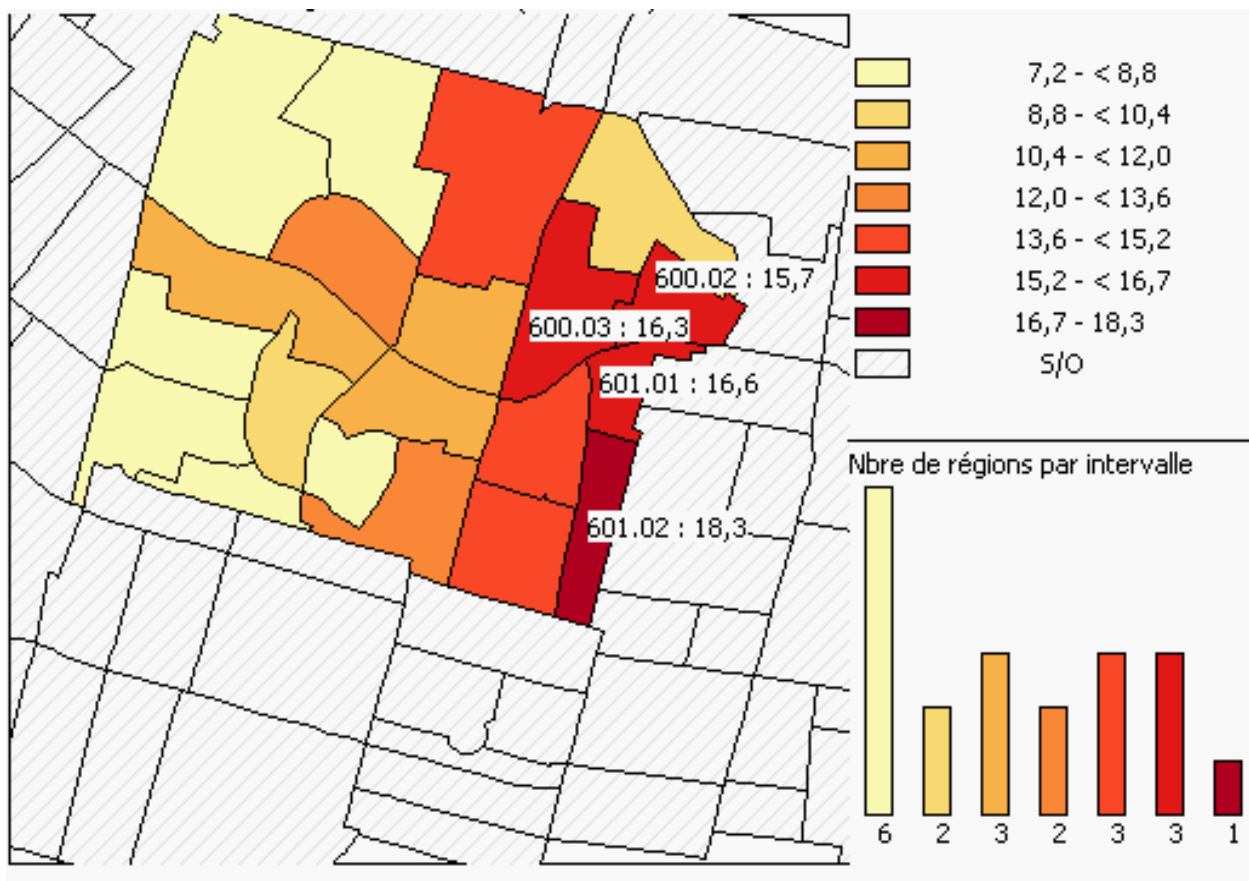 7,2 - < 8,8
8,8 - < 10,4
10,4 - < 12,0
12,0 - < 13,6
13,6 - < 15,2
15,2 - < 16,7
16,7 - 18,3
S/O
600.02 : 15,7
600.03 : 16,3
601.01 : 16,6
601.02 : 18,3
Nbre de régions par intervalle
6 2 3 2 3 3 1